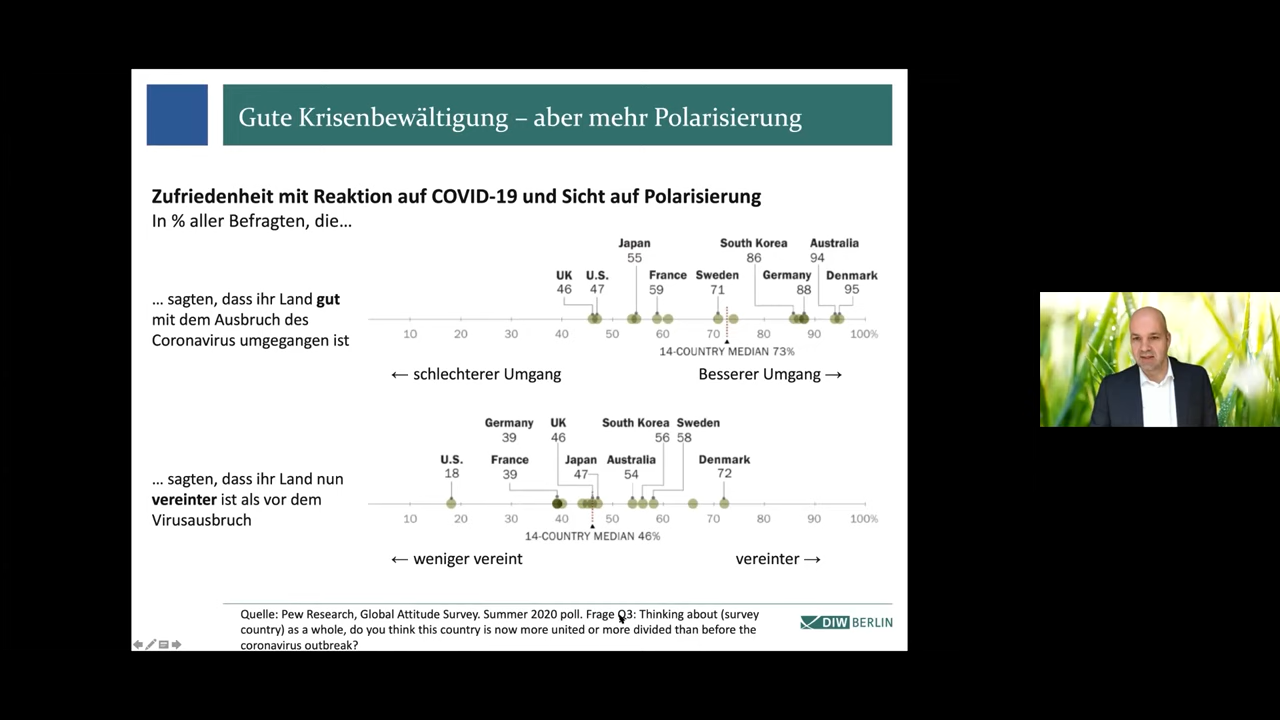 Gute Krisenbewältigung – aber mehr Polarisierung
Zufriedenheit mit Reaktion auf COVID-19 und Sicht auf Polarisierung
In % aller Befragten, die…
… sagten, dass ihr Land gut
mit dem Ausbruch des
Coronavirus umgegangen ist
Japan South Korea Australia
55 86 94
UK U.S. France Sweden Germany Denmark
46 47 59 71 88 95
10 20 30 40 50 60 70 80 90 100%
14-COUNTRY MEDIAN 73%
← schlechterer Umgang Besserer Umgang →
… sagten, dass ihr Land nun
vereinter ist als vor dem
Virusausbruch
Germany UK South Korea Sweden
39 46 56 58
U.S. France Japan Australia Denmark
18 39 47 54 72
10 20 30 40 50 60 70 80 90 100%
14-COUNTRY MEDIAN 46%
← weniger vereint vereinter →
Quelle: Pew Research, Global Attitude Survey. Summer 2020 poll. Frage Q3: Thinking about (survey
country) as a whole, do you think this country is now more united or more divided than before the
coronavirus outbreak?
DIW BERLIN